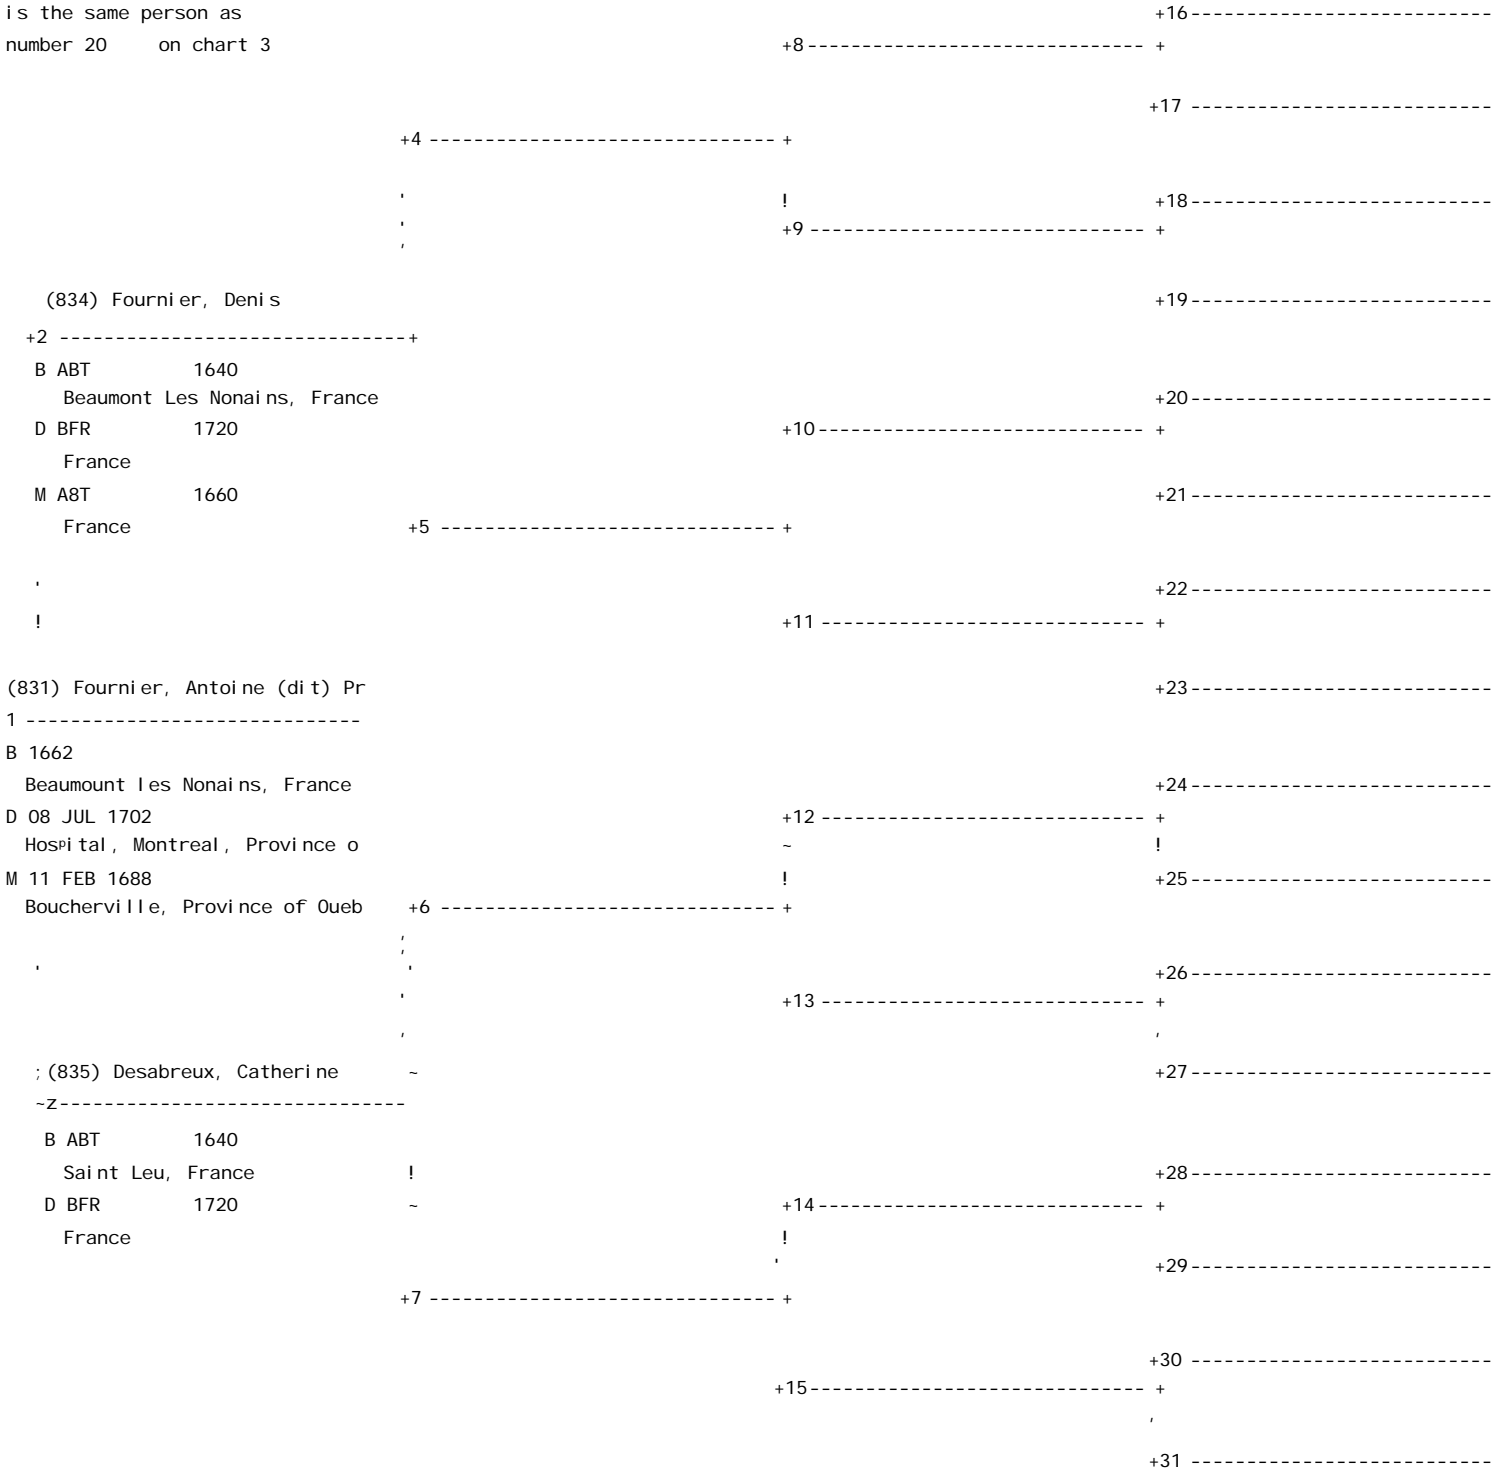 is the same person as
+16---------------------------
number 20 on chart 3
+8------------------------------- +
+17 ---------------------------
+4 ------------------------------- +
' ! +18---------------------------
' +9 ------------------------------ +
,
(834) Fournier, Denis
+19---------------------------
+2 -------------------------------+
B ABT 1640
Beaumont Les Nonains, France
+20---------------------------
D BFR 1720
+10------------------------------ +
France
M A8T 1660
+21---------------------------
France
+5 ------------------------------ +
' +22---------------------------
! +11 ----------------------------- +
(831) Fournier, Antoine (dit) Pr
+23---------------------------
1 ------------------------------
B 1662
Beaumount les Nonains, France
+24---------------------------
D 08 JUL 1702
+12 ----------------------------- +
Hospital, Montreal, Province o
~ !
M 11 FEB 1688
! +25---------------------------
Boucherville, Province of Oueb
+6 ------------------------------ +
,
,
' ' +26---------------------------
' +13 ----------------------------- +
, ,
;(835) Desabreux, Catherine ~
+27---------------------------
~z-------------------------------
B ABT 1640
Saint Leu, France !
+28---------------------------
D BFR 1720 ~
+14----------------------------- +
France !
' +29---------------------------
+7 ------------------------------- +
+30 ---------------------------
+15------------------------------ +
,
+31 ---------------------------